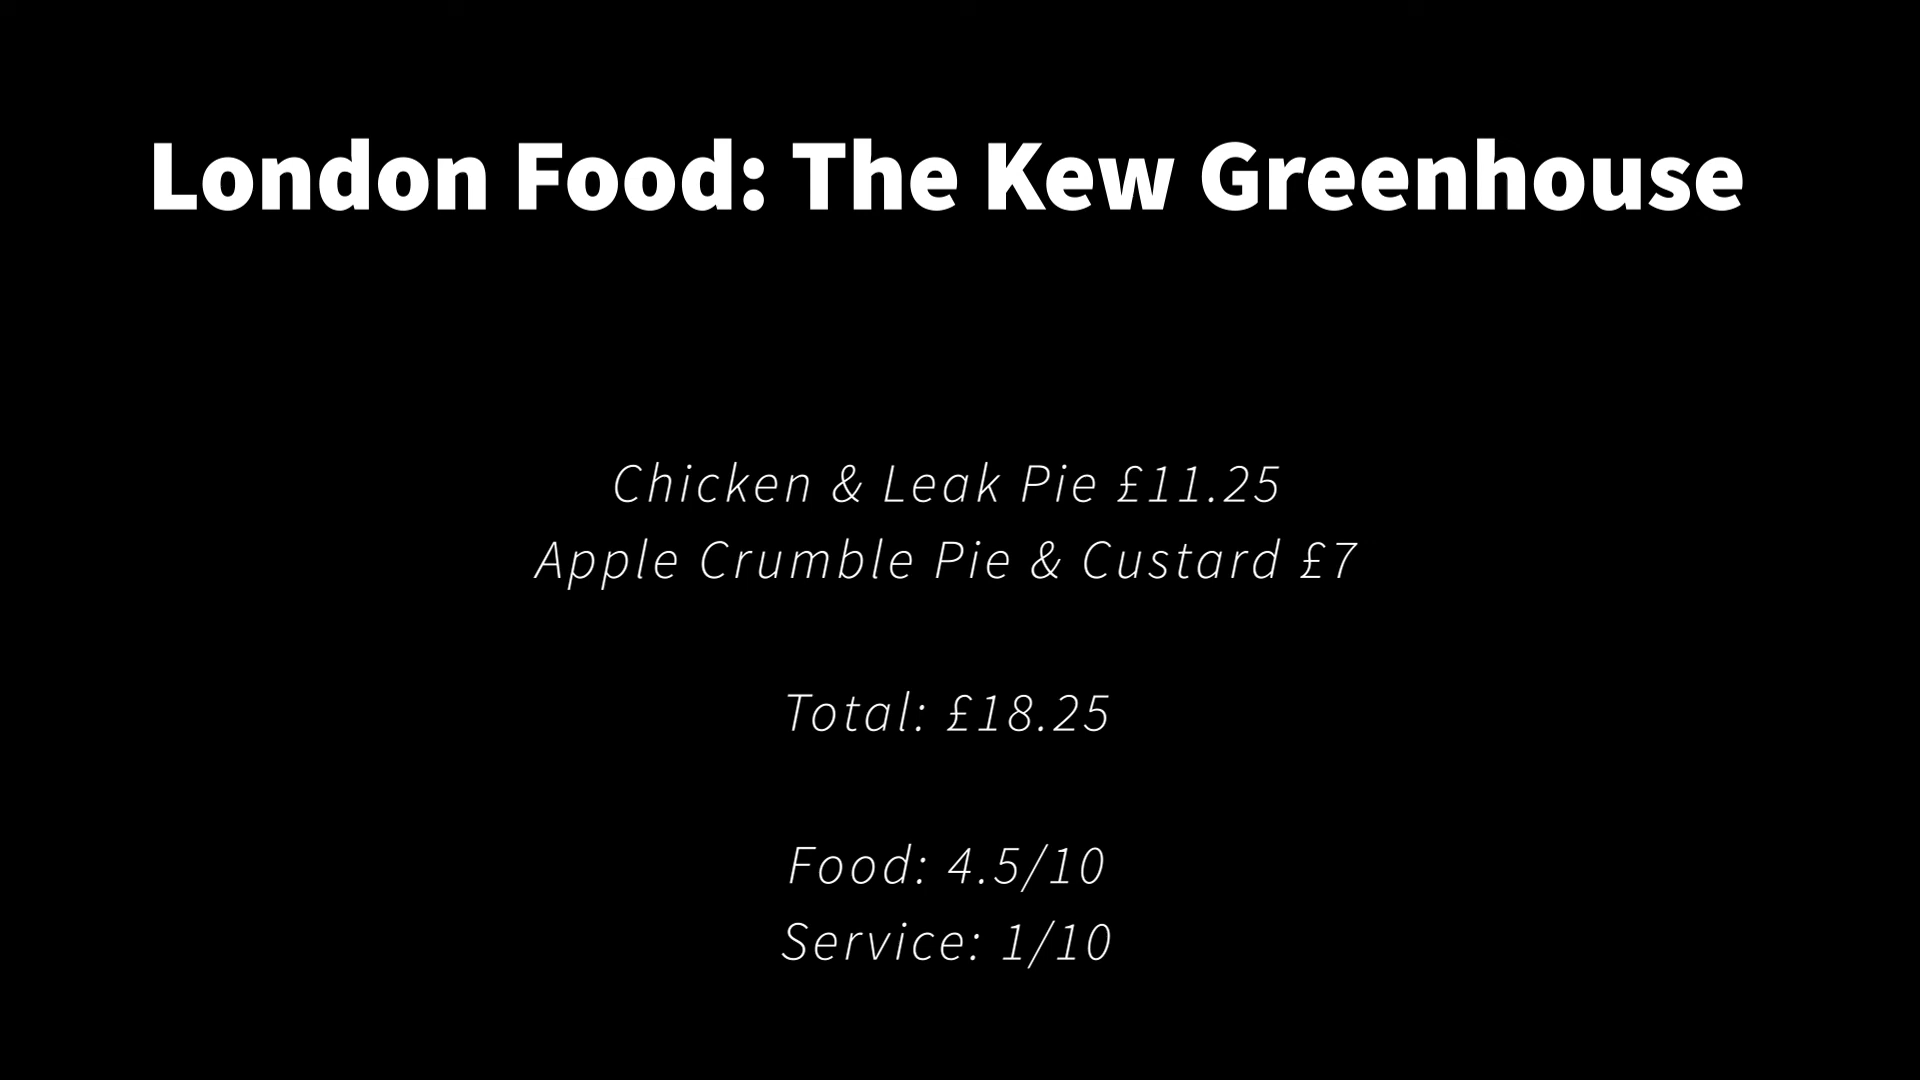 London Food: The Kew Greenhouse
Chicken & Leak Pie £11.25
Apple Crumble Pie & Custard £7
Total: £18.25
Food: 4.5/10
Service: 1/10